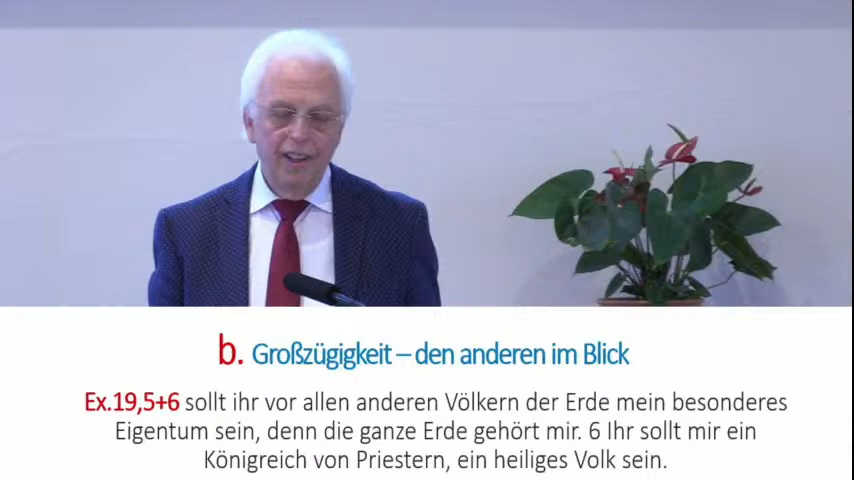 b. Großzügigkeit – den anderen im Blick
Ex.19,5+6 sollt ihr vor allen anderen Völkern der Erde mein besonderes
Eigentum sein, denn die ganze Erde gehört mir. 6 Ihr sollt mir ein
Königreich von Priestern, ein heiliges Volk sein.